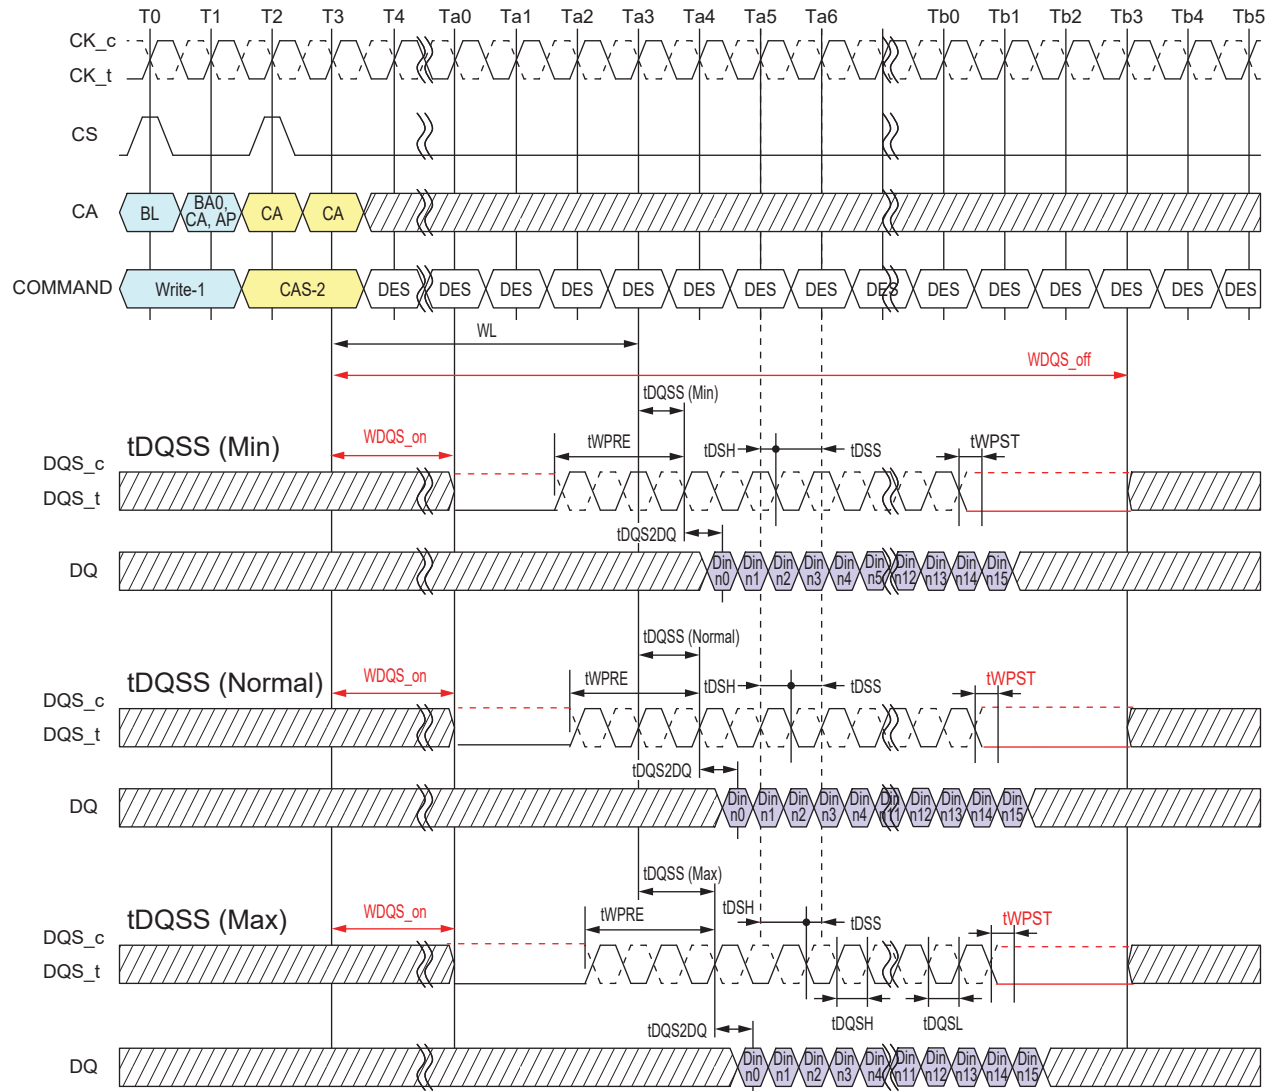 T0 T1 T2 T3 T4 Ta0 Ta1 Ta2 Ta3 Ta4 Ta5 Ta6 Tb0 Tb1 Tb2 Tb3 Tb4 Tb5
CK_c
CK_t
CS
CA BL BA0, CA, AP CA CA
COMMAND Write-1 CAS-2 DES DES DES DES DES DES DES DES DES DES DES DES DES DES DES
WL
WDQS_off
tDQSS (Min)
tDQSS (Min) WDQS_on tWPRE tDSH tDSS tWPST
DQS_c
DQS_t
tDQS2DQ
DQ Din n0 Din n1 Din n2 Din n3 Din n4 Din n5 Din n12 Din n13 Din n14 Din n15
tDQSS (Normal)
tDQSS (Normal) WDQS_on tWPRE tDSH tDSS tWPST
DQS_c
DQS_t
tDQS2DQ
DQ Din n0 Din n1 Din n2 Din n3 Din n4 Din n11 Din n12 Din n13 Din n14 Din n15
tDQSS (Max)
tDQSS (Max) WDQS_on tWPRE tDSH tDSS tWPST
DQS_c
DQS_t
tDQS2DQ tDQSH tDQSL
DQ Din n0 Din n1 Din n2 Din n3 Din n4 Din n11 Din n12 Din n13 Din n14 Din n15